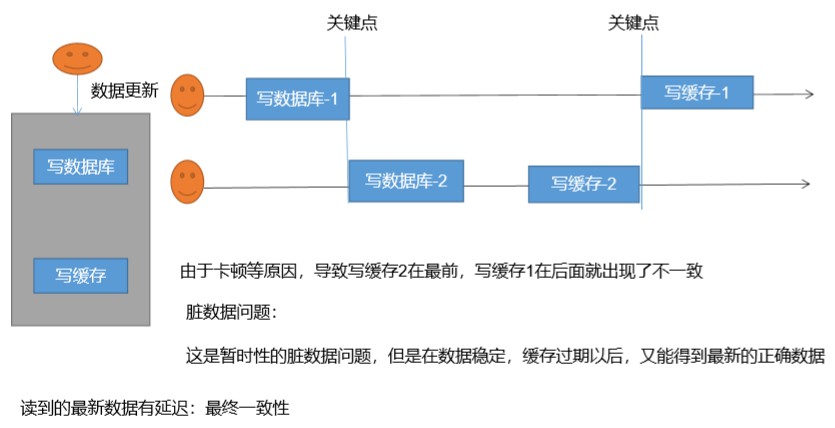 关键点
关键点
数据更新
写数据库-1
写缓存-1
写数据库
写数据库-2
写缓存-2
写缓存
由于卡顿等原因，导致写缓存2在最前，写缓存1在后面就出现了不一致
脏数据问题：
这是暂时性的脏数据问题，但是在数据稳定，缓存过期以后，又能得到最新的正确数据
读到的最新数据有延迟：最终一致性